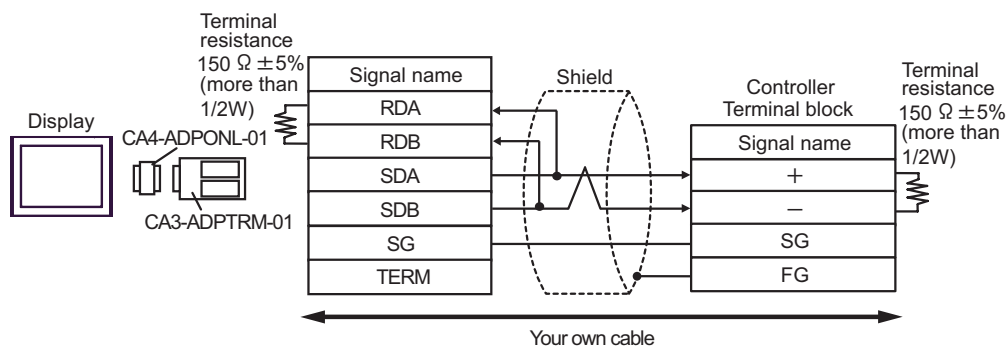 Terminal
resistance
150 Ω ±5%
(more than
1/2W)
Display
CA4-ADPONL-01
CA3-ADPTRM-01
Signal name
RDA
RDB
SDA
SDB
SG
TERM
Shield
Controller
Terminal block
Signal name
+
−
SG
FG
Terminal
resistance
150 Ω ±5%
(more than
1/2W)
Your own cable